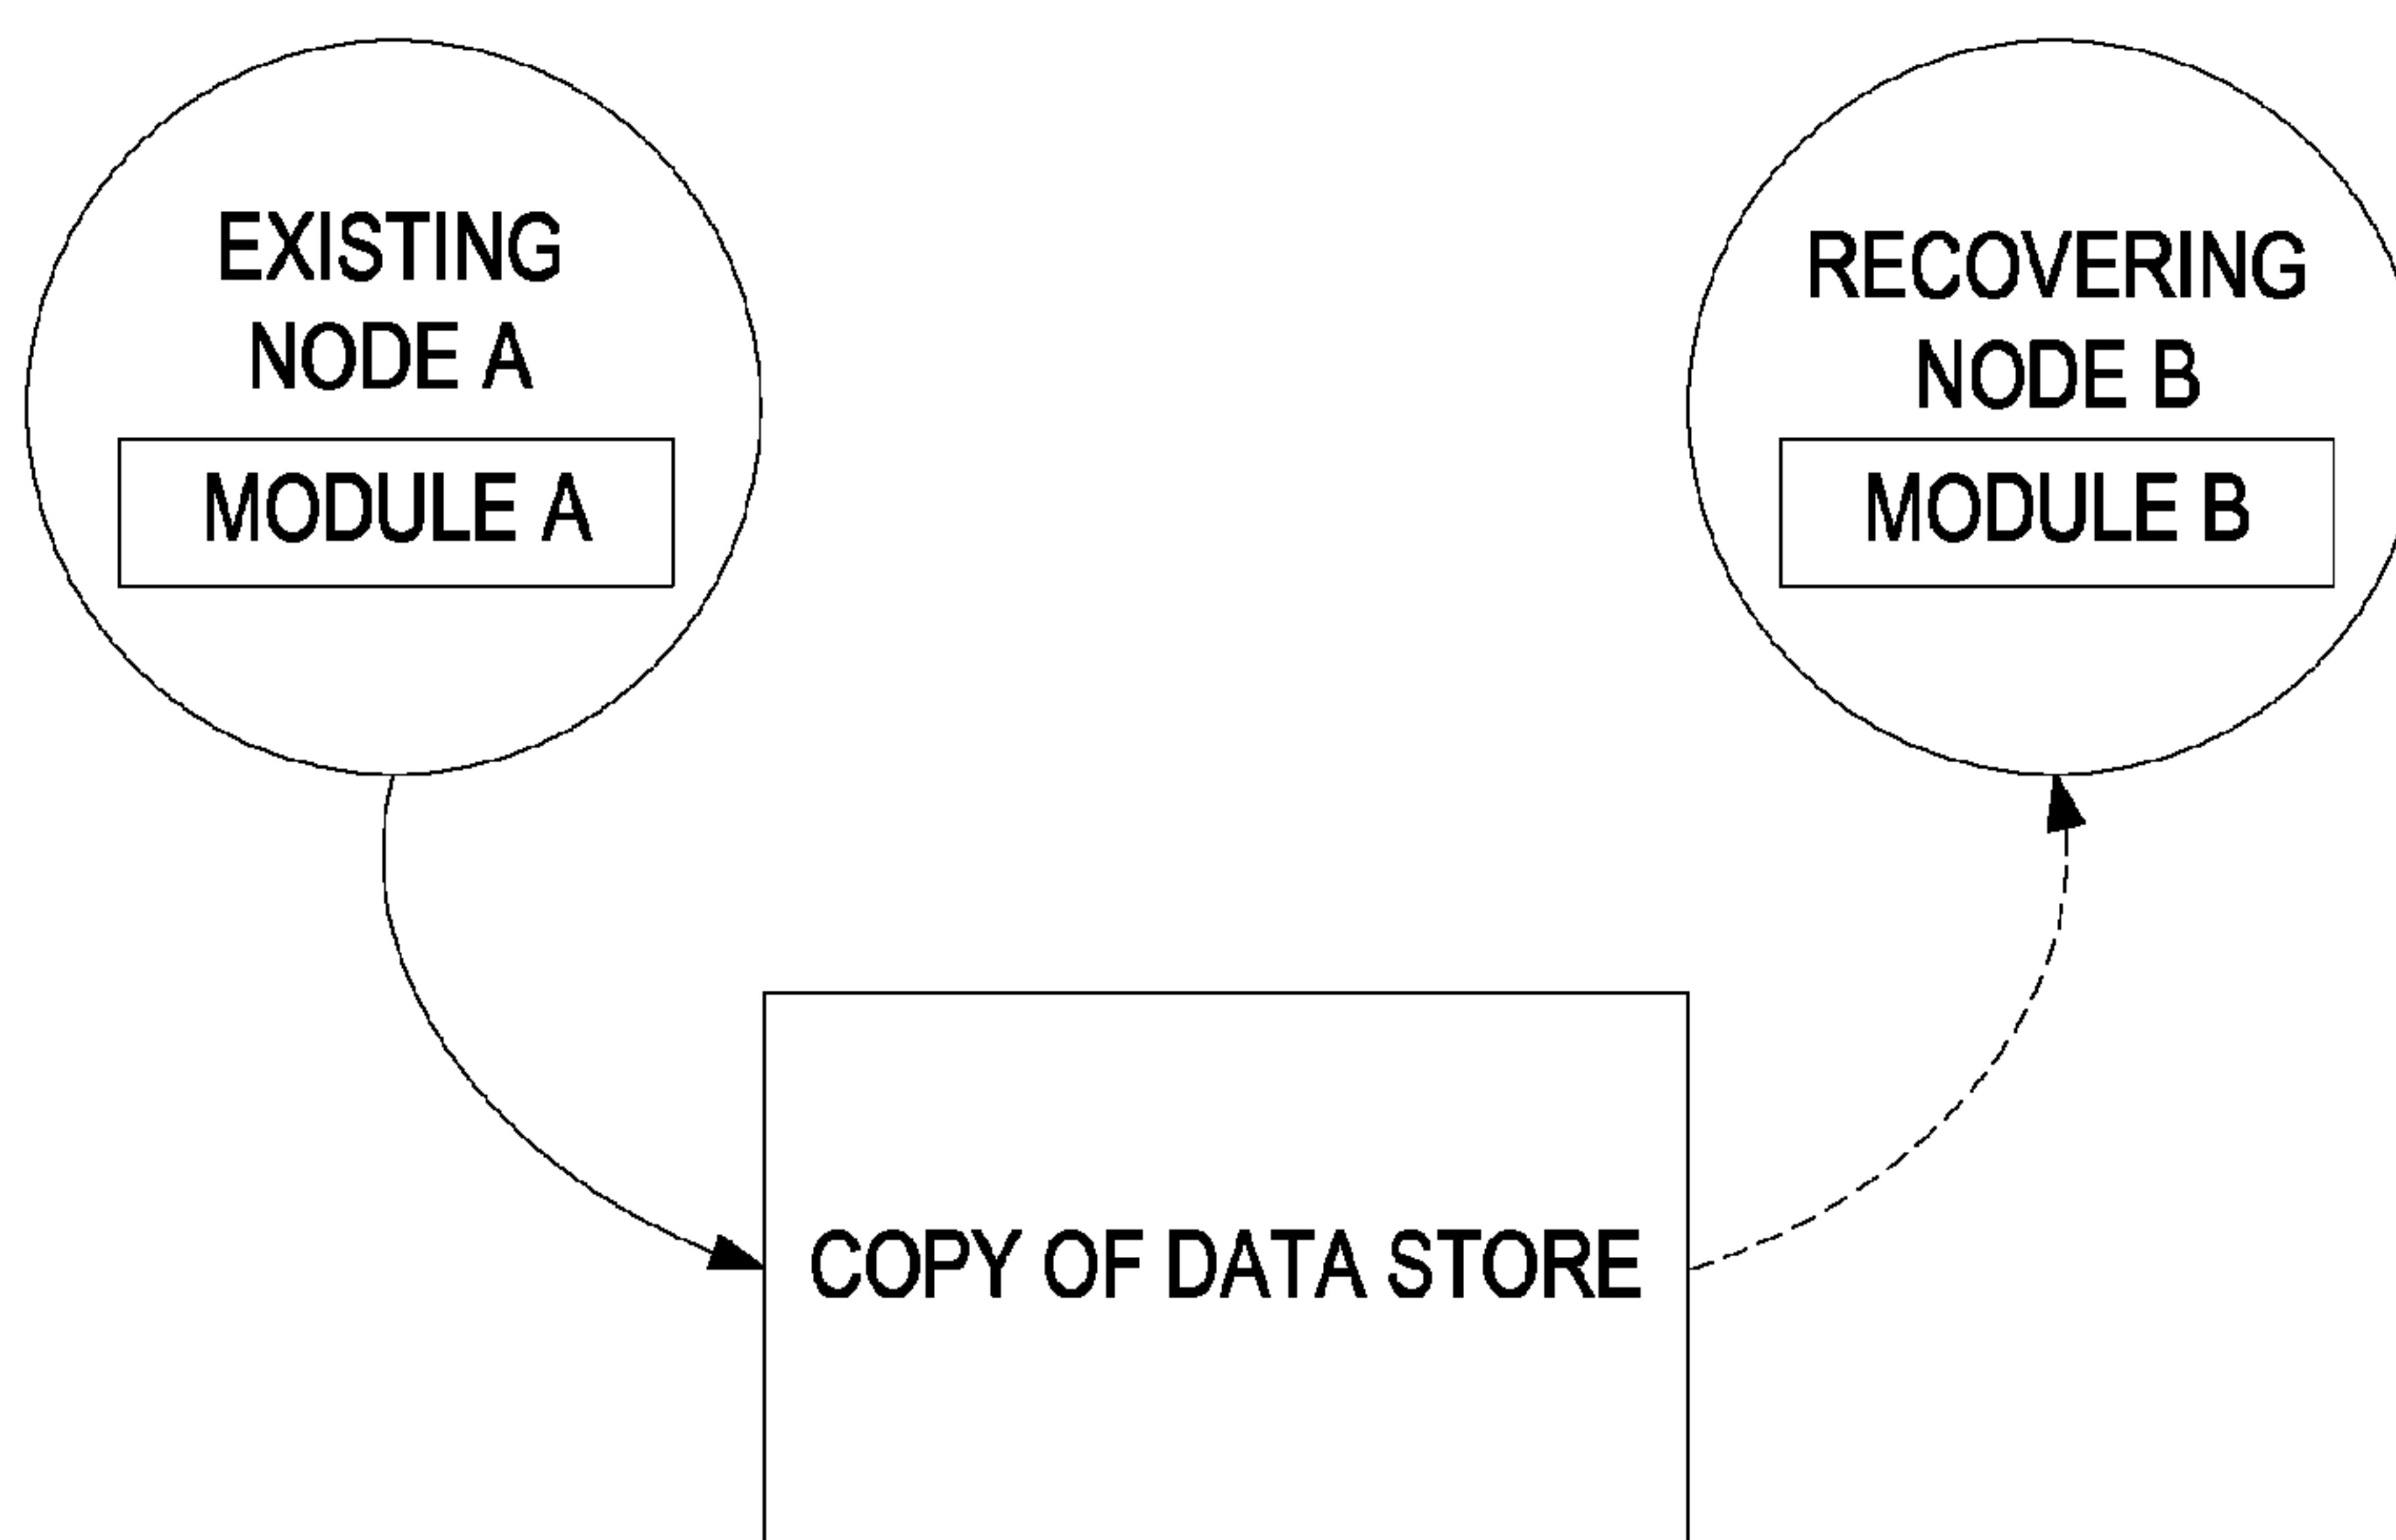 EXISTING
NODE A
MODULE A
RECOVERING
NODE B
MODULE B
COPY OF DATA STORE